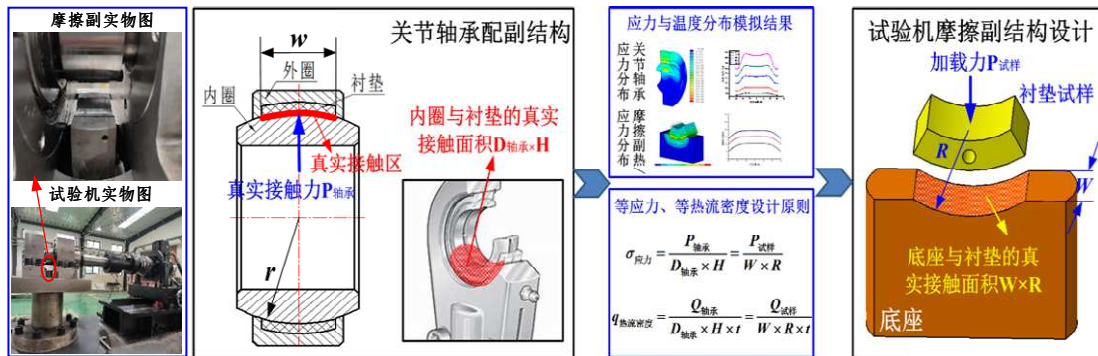 摩擦副实物图
试验机实物图
关节轴承配副结构
w
外圈
衬垫
内圈
真实接触区
真实接触力P轴承
r
内圈与衬垫的真实
接触面积D轴承×H
应力与温度分布模拟结果
关节轴承
应力分布
摩擦副热/
应力分布
等应力、等热流密度设计原则
σ应力 = P轴承 / (D轴承×H) = P试样 / (W×R)
q热流密度 = Q轴承 / (D轴承×H×t) = Q试样 / (W×R×t)
试验机摩擦副结构设计
加载力P试样
衬垫试样
R
W
底座与衬垫的真
实接触面积W×R
底座